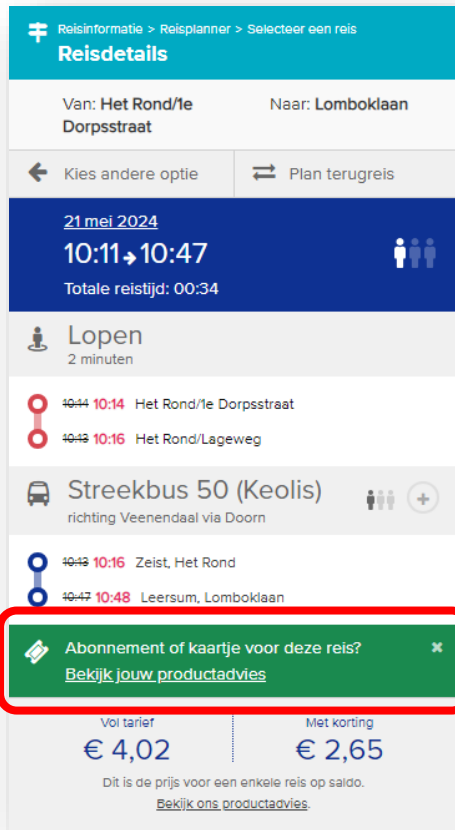 Reisinformatie > Reisplanner > Selecteer een reis
Reisdetails
Van: Het Rond/1e Naar: Lomboklaan
Dorpsstraat
Kies andere optie Plan terugreis
21 mei 2024
10:11 → 10:47
Totale reistijd: 00:34
Lopen
2 minuten
10:11 10:14 Het Rond/1e Dorpsstraat
10:13 10:16 Het Rond/Lageweg
Streekbus 50 (Keolis)
richting Veenendaal via Doorn
10:13 10:16 Zeist, Het Rond
10:47 10:48 Leersum, Lomboklaan
Abonnement of kaartje voor deze reis? ×
Bekijk jouw productadvies
Vol tarief Met korting
€ 4,02 € 2,65
Dit is de prijs voor een enkele reis op saldo.
Bekijk ons productadvies.